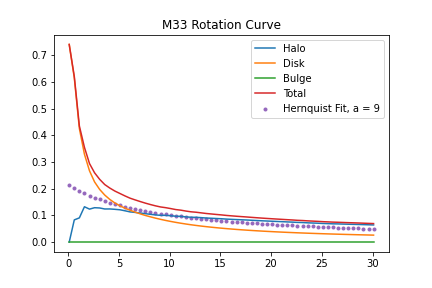 M33 Rotation Curve
Halo
Disk
Bulge
Total
Hernquist Fit, a = 9
0.7
0.6
0.5
0.4
0.3
0.2
0.1
0.0
0 5 10 15 20 25 30